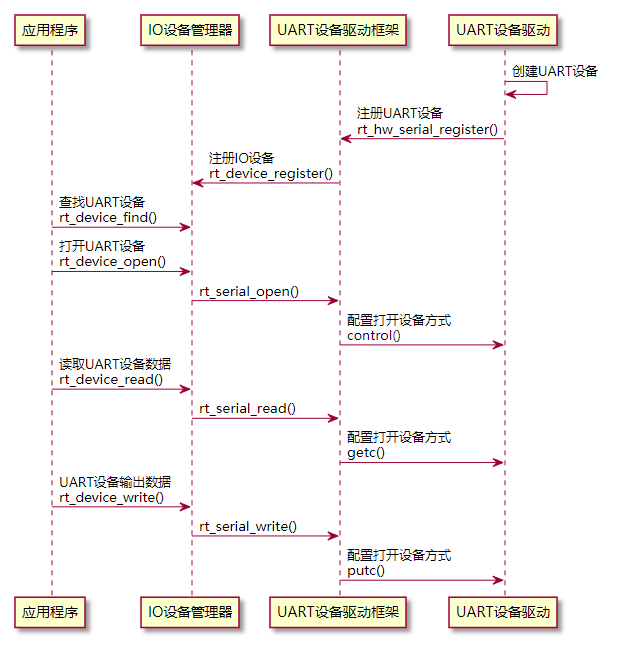 应用程序
IO设备管理器
UART设备驱动框架
UART设备驱动
创建UART设备
注册UART设备
rt_hw_serial_register()
注册IO设备
rt_device_register()
查找UART设备
rt_device_find()
打开UART设备
rt_device_open()
rt_serial_open()
配置打开设备方式
control()
读取UART设备数据
rt_device_read()
rt_serial_read()
配置打开设备方式
getc()
UART设备输出数据
rt_device_write()
rt_serial_write()
配置打开设备方式
putc()
应用程序
IO设备管理器
UART设备驱动框架
UART设备驱动